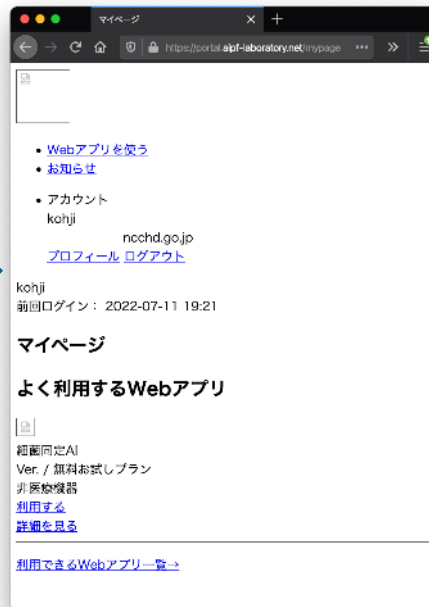 マイページ
https://portal.aipf-laboratory.net/mypage
Webアプリを使う
お知らせ
アカウント
kohji
ncchd.go.jp
プロフィール ログアウト
kohji
前回ログイン： 2022-07-11 19:21
マイページ
よく利用するWebアプリ
細菌同定AI
Ver. / 無料お試しプラン
非医療機器
利用する
詳細を見る
利用できるWebアプリ一覧→